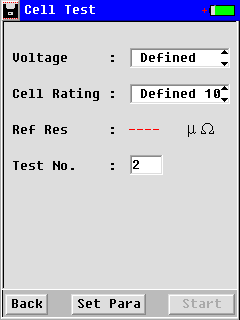 Cell Test
Voltage : Defined
Cell Rating : Defined 10
Ref Res : ---- μΩ
Test No. : 2
Back Set Para Start